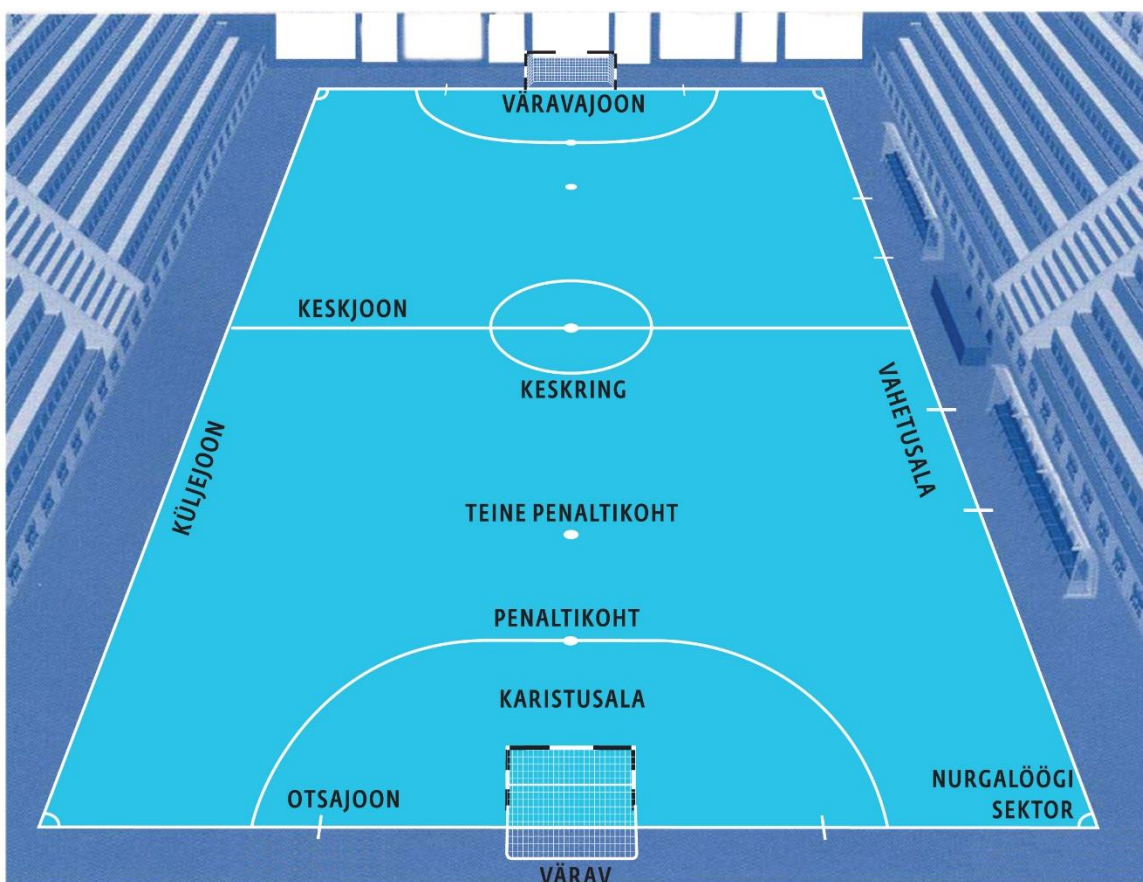 VÄRAVAJOON
KESKJOON
KESKRING
VAHETUSALA
KÜLJEJOON
TEINE PENALTIKOHT
PENALTIKOHT
KARISTUSALA
OTSAJOON
NURGALÖÖGI
SEKTOR
VÄRAV